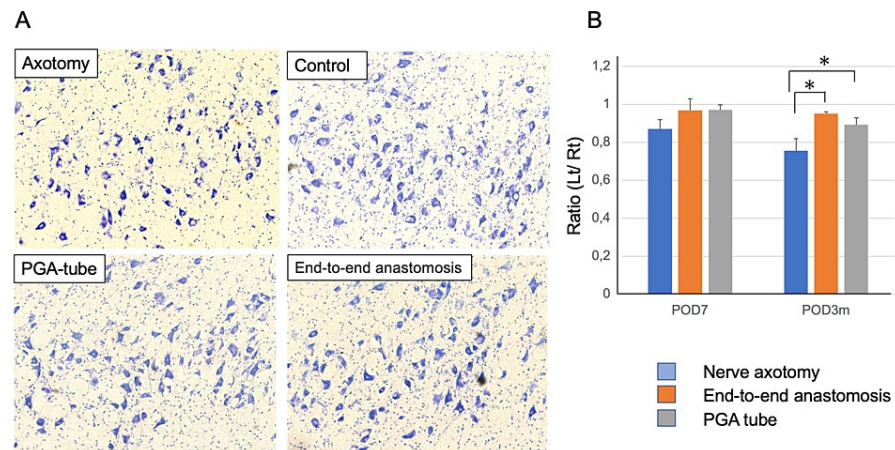 A
Axotomy
Control
PGA-tube
End-to-end anastomosis
B
Ratio (Lt/ Rt)
1,2
1
0,8
0,6
0,4
0,2
0
*
*
POD7
POD3m
Nerve axotomy
End-to-end anastomosis
PGA tube